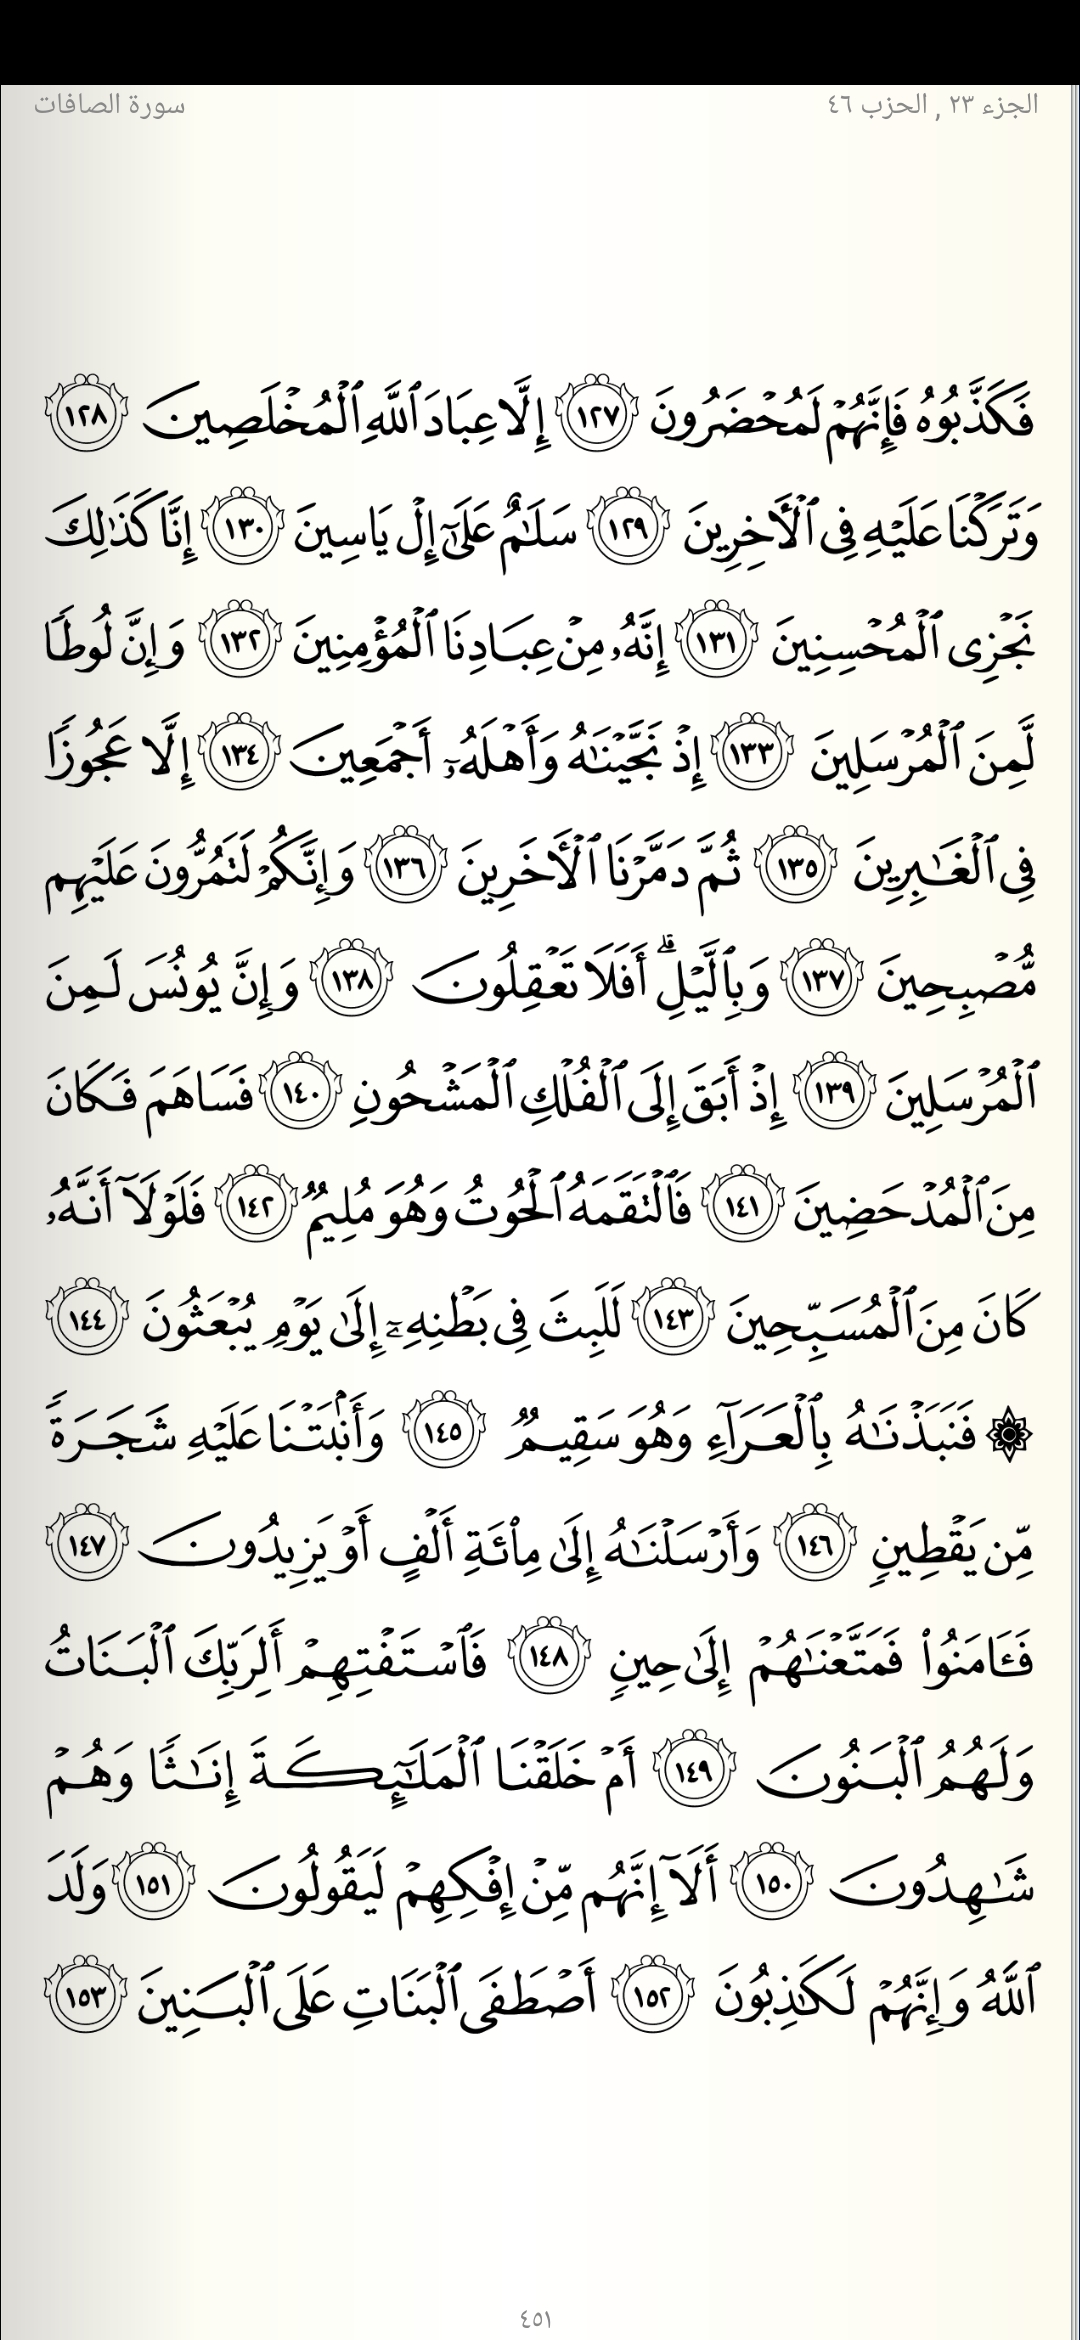 الجزء ٢٣ , الحزب ٤٦
سورة الصافات
فَكَذَّبُوهُ فَإِنَّهُمْ لَمُحْضَرُونَ ١٢٧ إِلَّا عِبَادَ ٱللَّهِ ٱلْمُخْلَصِينَ ١٢٨
وَتَرَكْنَا عَلَيْهِ فِى ٱلْأَخِرِينَ ١٢٩ سَلَـٰمٌ عَلَىٰٓ إِلْ يَاسِينَ ١٣٠ إِنَّا كَذَٰلِكَ
نَجْزِى ٱلْمُحْسِنِينَ ١٣١ إِنَّهُۥ مِنْ عِبَادِنَا ٱلْمُؤْمِنِينَ ١٣٢ وَإِنَّ لُوطًا
لَّمِنَ ٱلْمُرْسَلِينَ ١٣٣ إِذْ نَجَّيْنَـٰهُ وَأَهْلَهُۥٓ أَجْمَعِينَ ١٣٤ إِلَّا عَجُوزًا
فِى ٱلْغَـٰبِرِينَ ١٣٥ ثُمَّ دَمَّرْنَا ٱلْأَخَرِينَ ١٣٦ وَإِنَّكُمْ لَتَمُرُّونَ عَلَيْهِم
مُّصْبِحِينَ ١٣٧ وَبِٱلَّيْلِ ۗ أَفَلَا تَعْقِلُونَ ١٣٨ وَإِنَّ يُونُسَ لَمِنَ
ٱلْمُرْسَلِينَ ١٣٩ إِذْ أَبَقَ إِلَى ٱلْفُلْكِ ٱلْمَشْحُونِ ١٤٠ فَسَاهَمَ فَكَانَ
مِنَ ٱلْمُدْحَضِينَ ١٤١ فَٱلْتَقَمَهُ ٱلْحُوتُ وَهُوَ مُلِيمٌ ١٤٢ فَلَوْلَآ أَنَّهُۥ
كَانَ مِنَ ٱلْمُسَبِّحِينَ ١٤٣ لَلَبِثَ فِى بَطْنِهِۦٓ إِلَىٰ يَوْمِ يُبْعَثُونَ ١٤٤
۞ فَنَبَذْنَـٰهُ بِٱلْعَرَآءِ وَهُوَ سَقِيمٌ ١٤٥ وَأَنۢبَتْنَا عَلَيْهِ شَجَرَةً
مِّن يَقْطِينٍ ١٤٦ وَأَرْسَلْنَـٰهُ إِلَىٰ مِا۟ئَةِ أَلْفٍ أَوْ يَزِيدُونَ ١٤٧
فَـَٔامَنُوا۟ فَمَتَّعْنَـٰهُمْ إِلَىٰ حِينٍ ١٤٨ فَٱسْتَفْتِهِمْ أَلِرَبِّكَ ٱلْبَنَاتُ
وَلَهُمُ ٱلْبَنُونَ ١٤٩ أَمْ خَلَقْنَا ٱلْمَلَـٰٓئِكَةَ إِنَـٰثًا وَهُمْ
شَـٰهِدُونَ ١٥٠ أَلَآ إِنَّهُم مِّنْ إِفْكِهِمْ لَيَقُولُونَ ١٥١ وَلَدَ
ٱللَّهُ وَإِنَّهُمْ لَكَـٰذِبُونَ ١٥٢ أَصْطَفَى ٱلْبَنَاتِ عَلَى ٱلْبَنِينَ ١٥٣
٤٥١